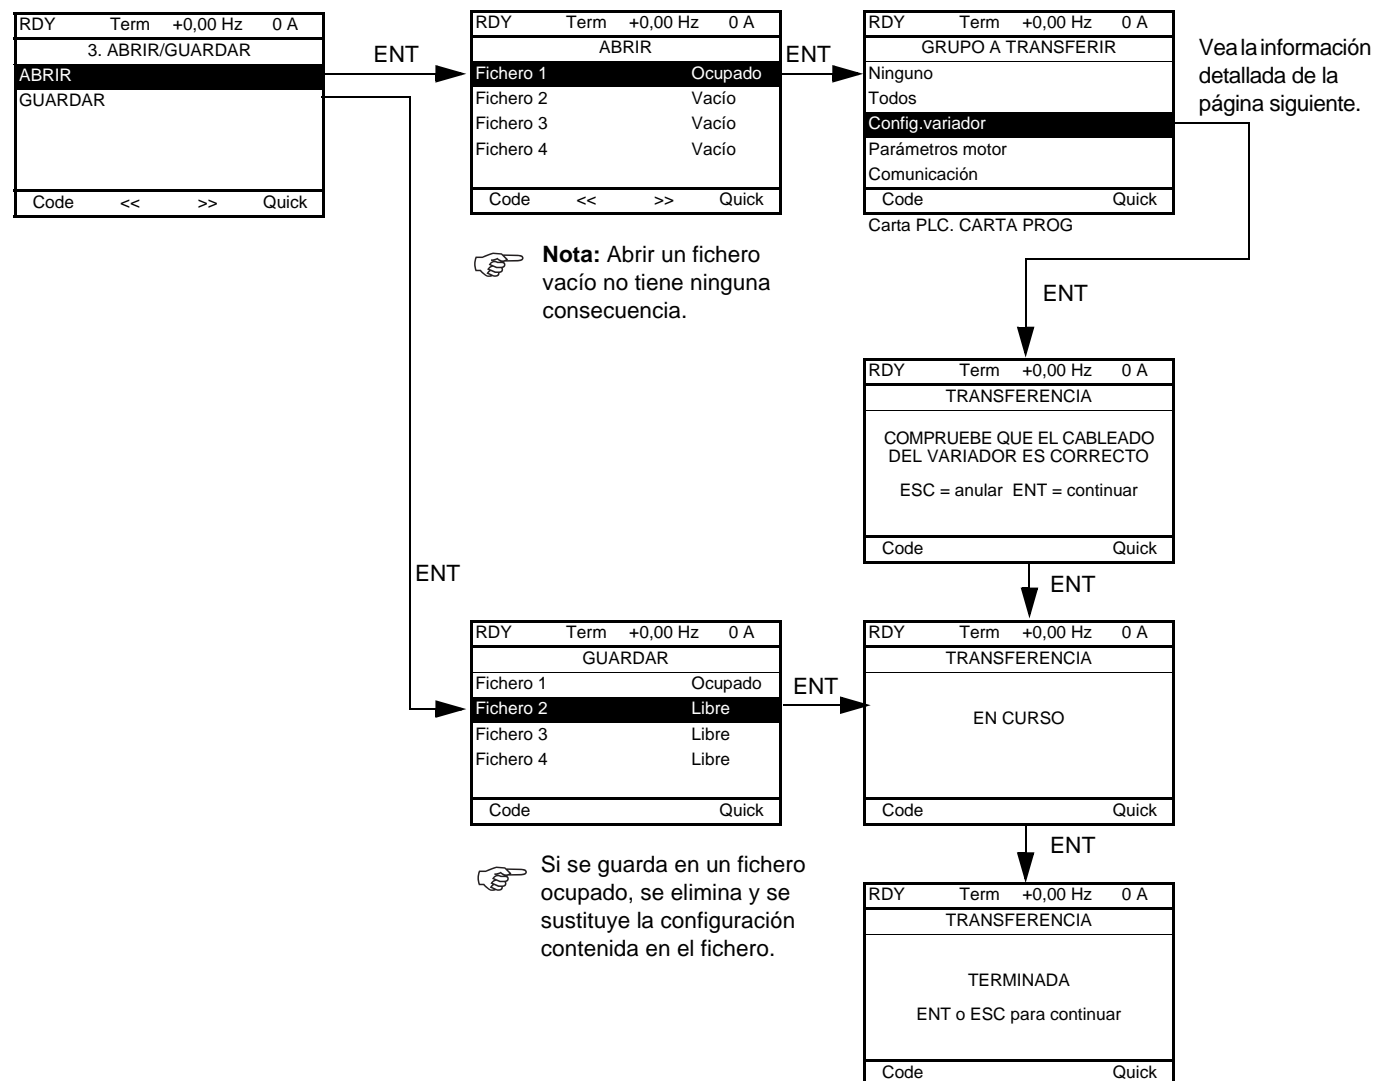 RDY Term +0,00 Hz 0 A
3. ABRIR/GUARDAR
ABRIR
GUARDAR
Code << >> Quick
ENT
RDY Term +0,00 Hz 0 A
ABRIR
Fichero 1 Ocupado
Fichero 2 Vacío
Fichero 3 Vacío
Fichero 4 Vacío
Code << >> Quick
ENT
RDY Term +0,00 Hz 0 A
GRUPO A TRANSFERIR
Ninguno
Todos
Config.variador
Parámetros motor
Comunicación
Code Quick
Carta PLC. CARTA PROG
Vea la información
detallada de la
página siguiente.
Nota: Abrir un fichero
vacío no tiene ninguna
consecuencia.
ENT
RDY Term +0,00 Hz 0 A
TRANSFERENCIA
COMPRUEBE QUE EL CABLEADO
DEL VARIADOR ES CORRECTO
ESC = anular ENT = continuar
Code Quick
ENT
ENT
RDY Term +0,00 Hz 0 A
GUARDAR
Fichero 1 Ocupado
Fichero 2 Libre
Fichero 3 Libre
Fichero 4 Libre
Code Quick
ENT
RDY Term +0,00 Hz 0 A
TRANSFERENCIA
EN CURSO
Code Quick
Si se guarda en un fichero
ocupado, se elimina y se
sustituye la configuración
contenida en el fichero.
ENT
RDY Term +0,00 Hz 0 A
TRANSFERENCIA
TERMINADA
ENT o ESC para continuar
Code Quick